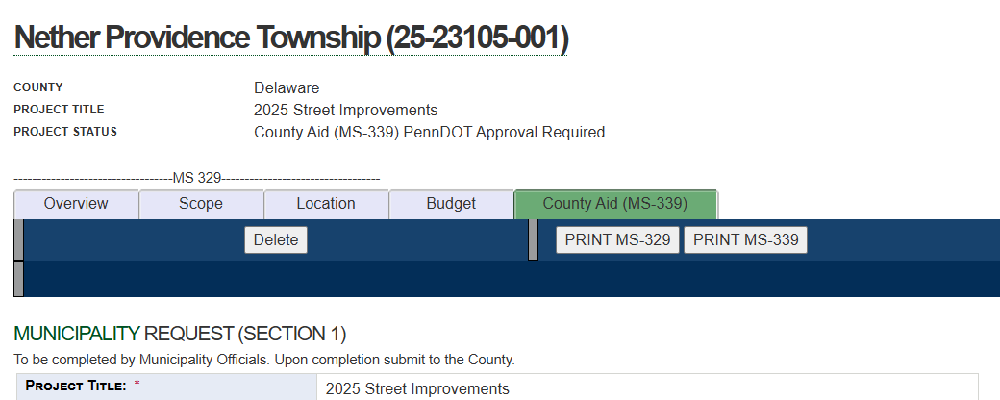 Nether Providence Township (25-23105-001)
COUNTY Delaware
PROJECT TITLE 2025 Street Improvements
PROJECT STATUS County Aid (MS-339) PennDOT Approval Required
----------------------------------MS 329----------------------------------
Overview Scope Location Budget County Aid (MS-339)
Delete PRINT MS-329 PRINT MS-339
MUNICIPALITY REQUEST (SECTION 1)
To be completed by Municipality Officials. Upon completion submit to the County.
PROJECT TITLE: * 2025 Street Improvements